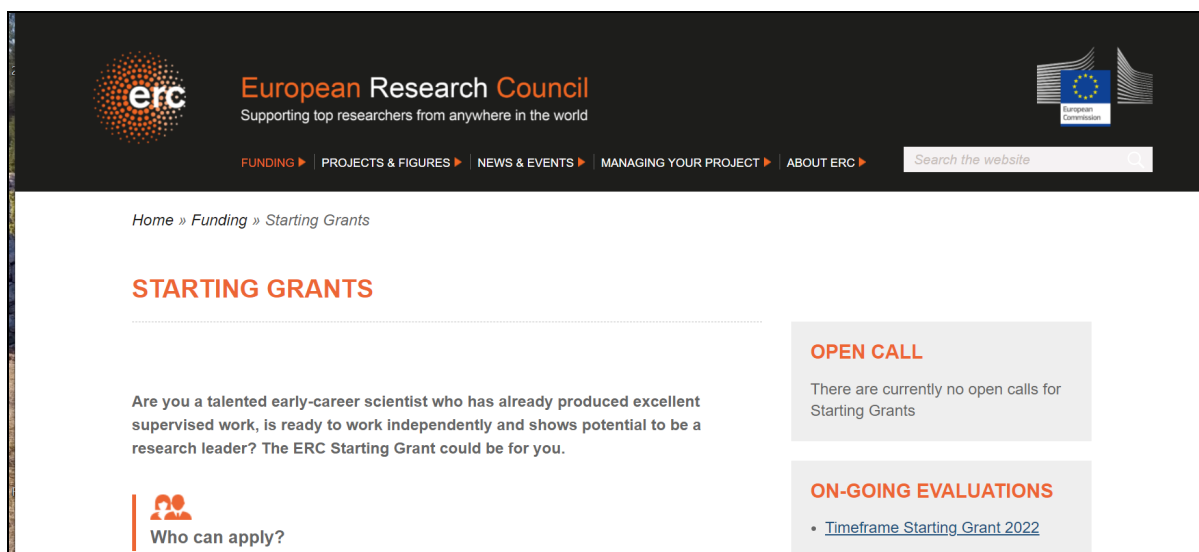 erc
European Research Council
Supporting top researchers from anywhere in the world
European
Commission
FUNDING
PROJECTS & FIGURES
NEWS & EVENTS
MANAGING YOUR PROJECT
ABOUT ERC
Search the website
Home » Funding » Starting Grants
STARTING GRANTS
Are you a talented early-career scientist who has already produced excellent
supervised work, is ready to work independently and shows potential to be a
research leader? The ERC Starting Grant could be for you.
Who can apply?
OPEN CALL
There are currently no open calls for
Starting Grants
ON-GOING EVALUATIONS
• Timeframe Starting Grant 2022